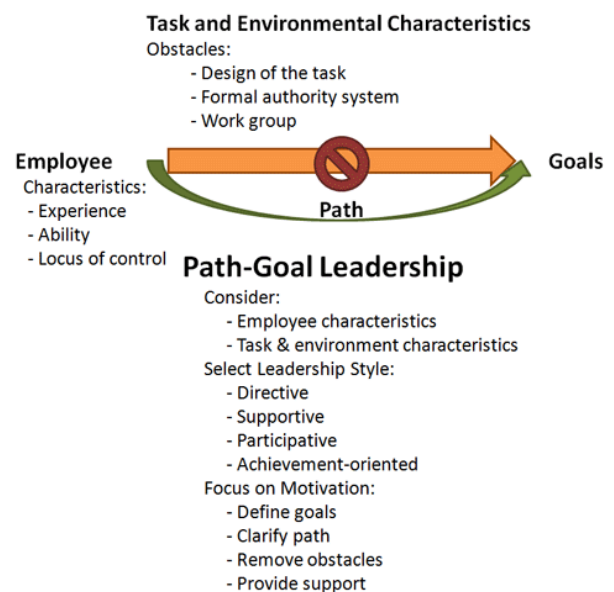 Task and Environmental Characteristics
Obstacles:
- Design of the task
- Formal authority system
- Work group
Employee
Goals
Characteristics:
- Experience
- Ability
- Locus of control
Path
Path-Goal Leadership
Consider:
- Employee characteristics
- Task & environment characteristics
Select Leadership Style:
- Directive
- Supportive
- Participative
- Achievement-oriented
Focus on Motivation:
- Define goals
- Clarify path
- Remove obstacles
- Provide support